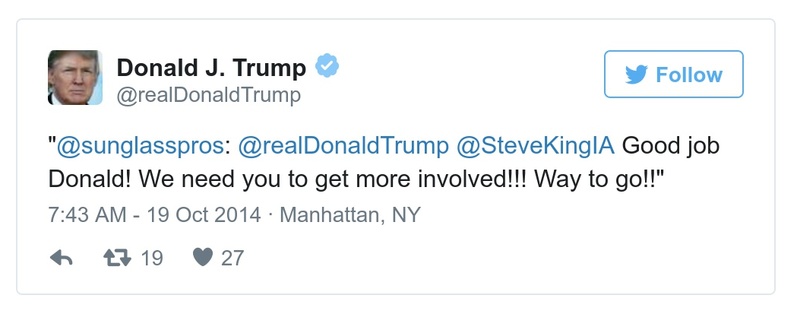 Donald J. Trump
@realDonaldTrump
Follow
"@sunglasspros: @realDonaldTrump @SteveKingIA Good job
Donald! We need you to get more involved!!! Way to go!!"
7:43 AM - 19 Oct 2014 · Manhattan, NY
19 27